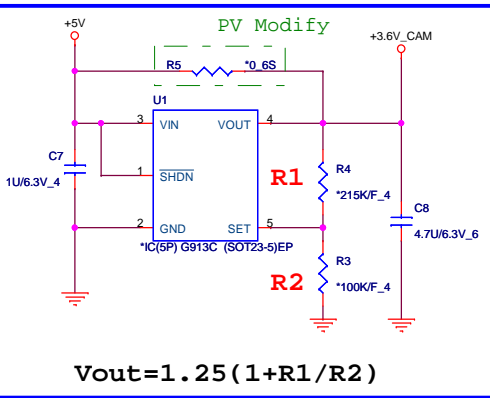 PV Modify
+5V
+3.6V_CAM
R5
*0_6S
U1
3
VIN
VOUT
4
C7
1U/6.3V_4
1
SHDN
R1
R4
*215K/F_4
C8
4.7U/6.3V_6
2
GND
SET
5
*IC(5P) G913C (SOT23-5)EP
R2
R3
*100K/F_4
Vout=1.25(1+R1/R2)